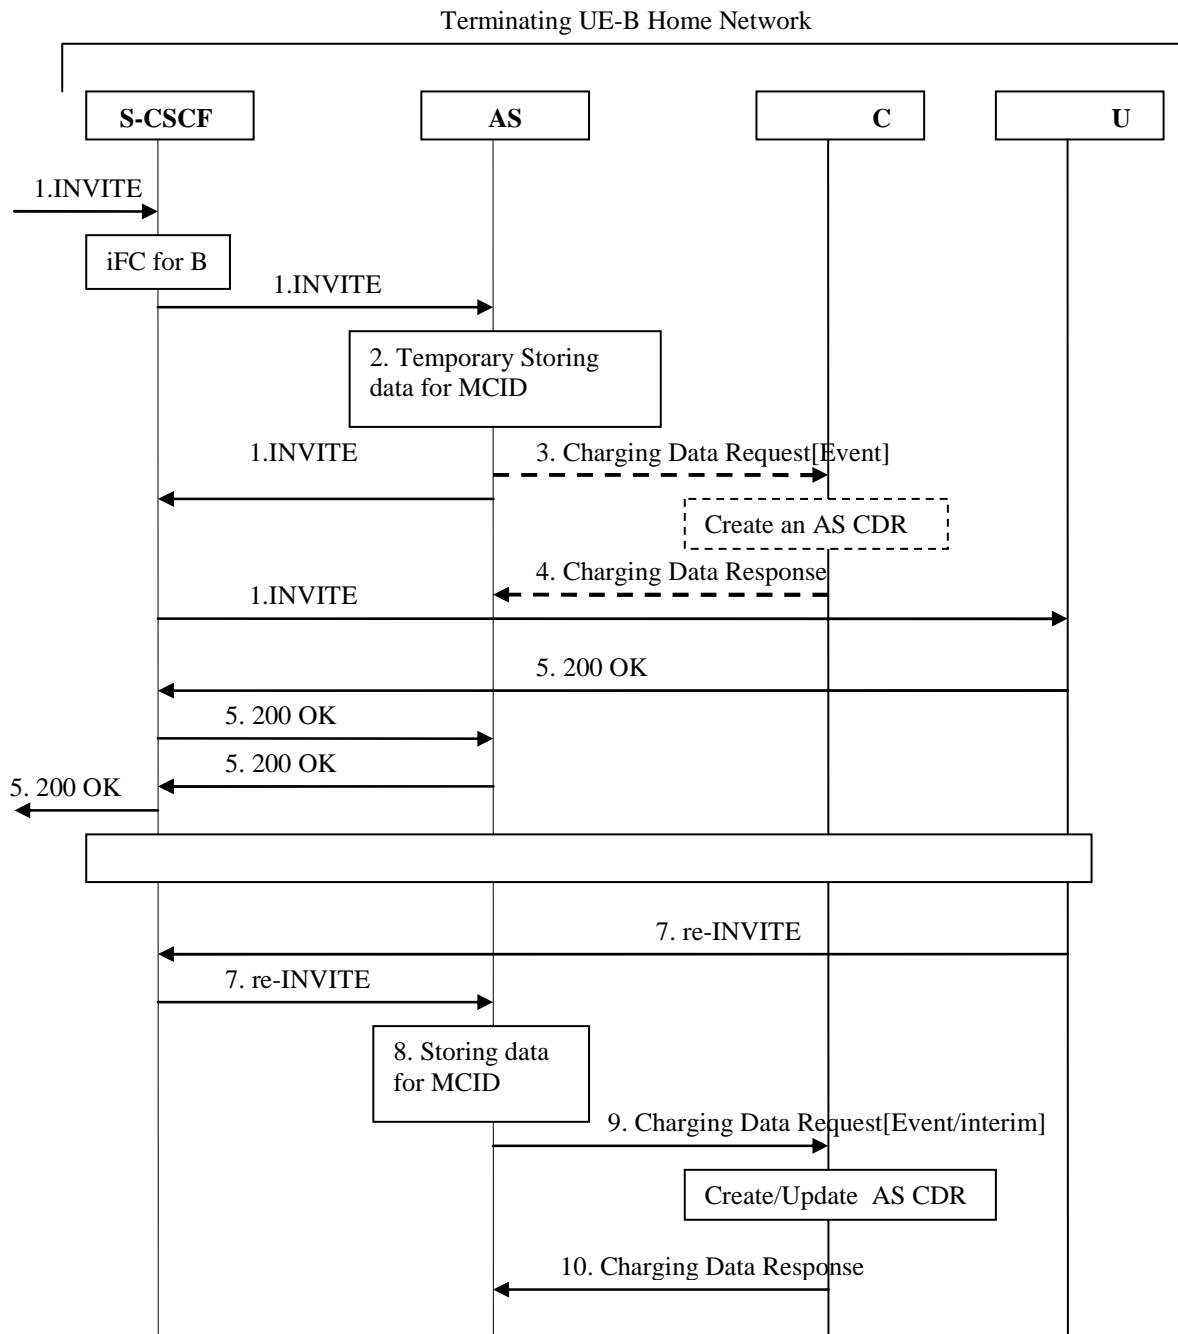 Terminating UE-B Home Network
S-CSCF
AS
C
U
1.INVITE
iFC for B
1.INVITE
2. Temporary Storing
data for MCID
1.INVITE
3. Charging Data Request[Event]
Create an AS CDR
4. Charging Data Response
1.INVITE
5. 200 OK
5. 200 OK
5. 200 OK
5. 200 OK
7. re-INVITE
7. re-INVITE
8. Storing data
for MCID
9. Charging Data Request[Event/interim]
Create/Update AS CDR
10. Charging Data Response